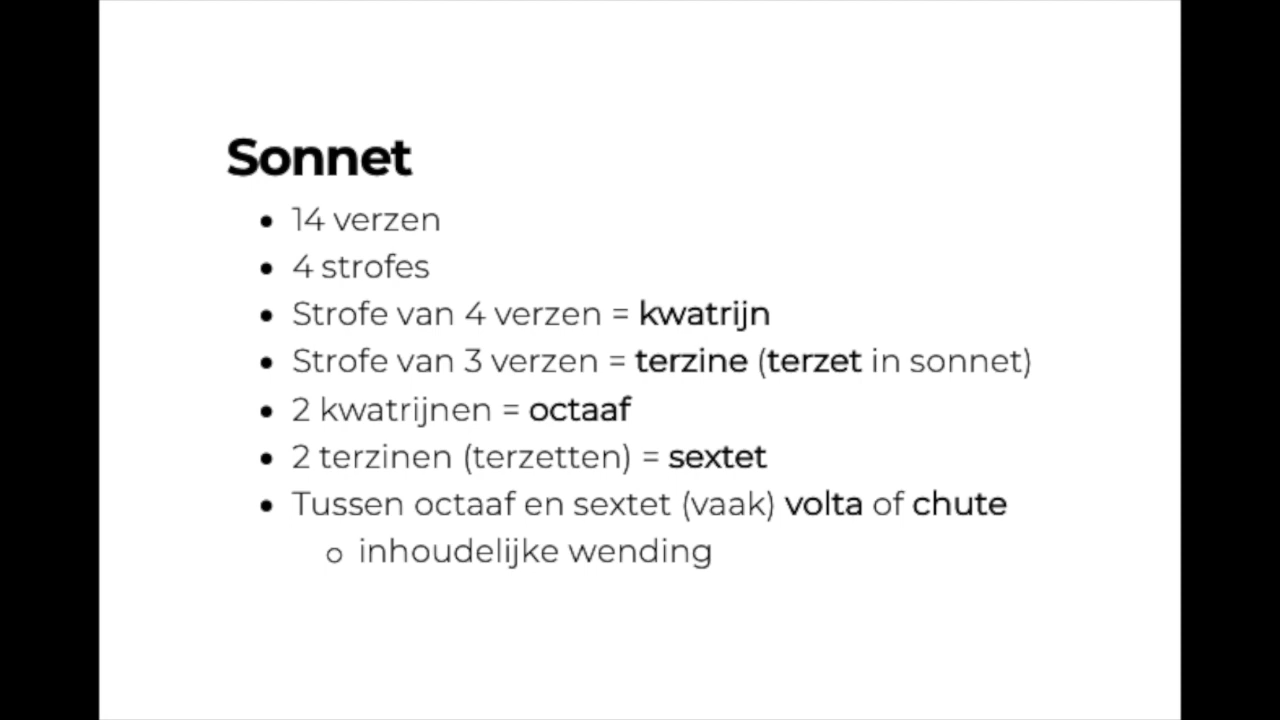 Sonnet
• 14 verzen
• 4 strofes
• Strofe van 4 verzen = kwatrijn
• Strofe van 3 verzen = terzine (terzet in sonnet)
• 2 kwatrijnen = octaaf
• 2 terzinen (terzetten) = sextet
• Tussen octaaf en sextet (vaak) volta of chute
o inhoudelijke wending